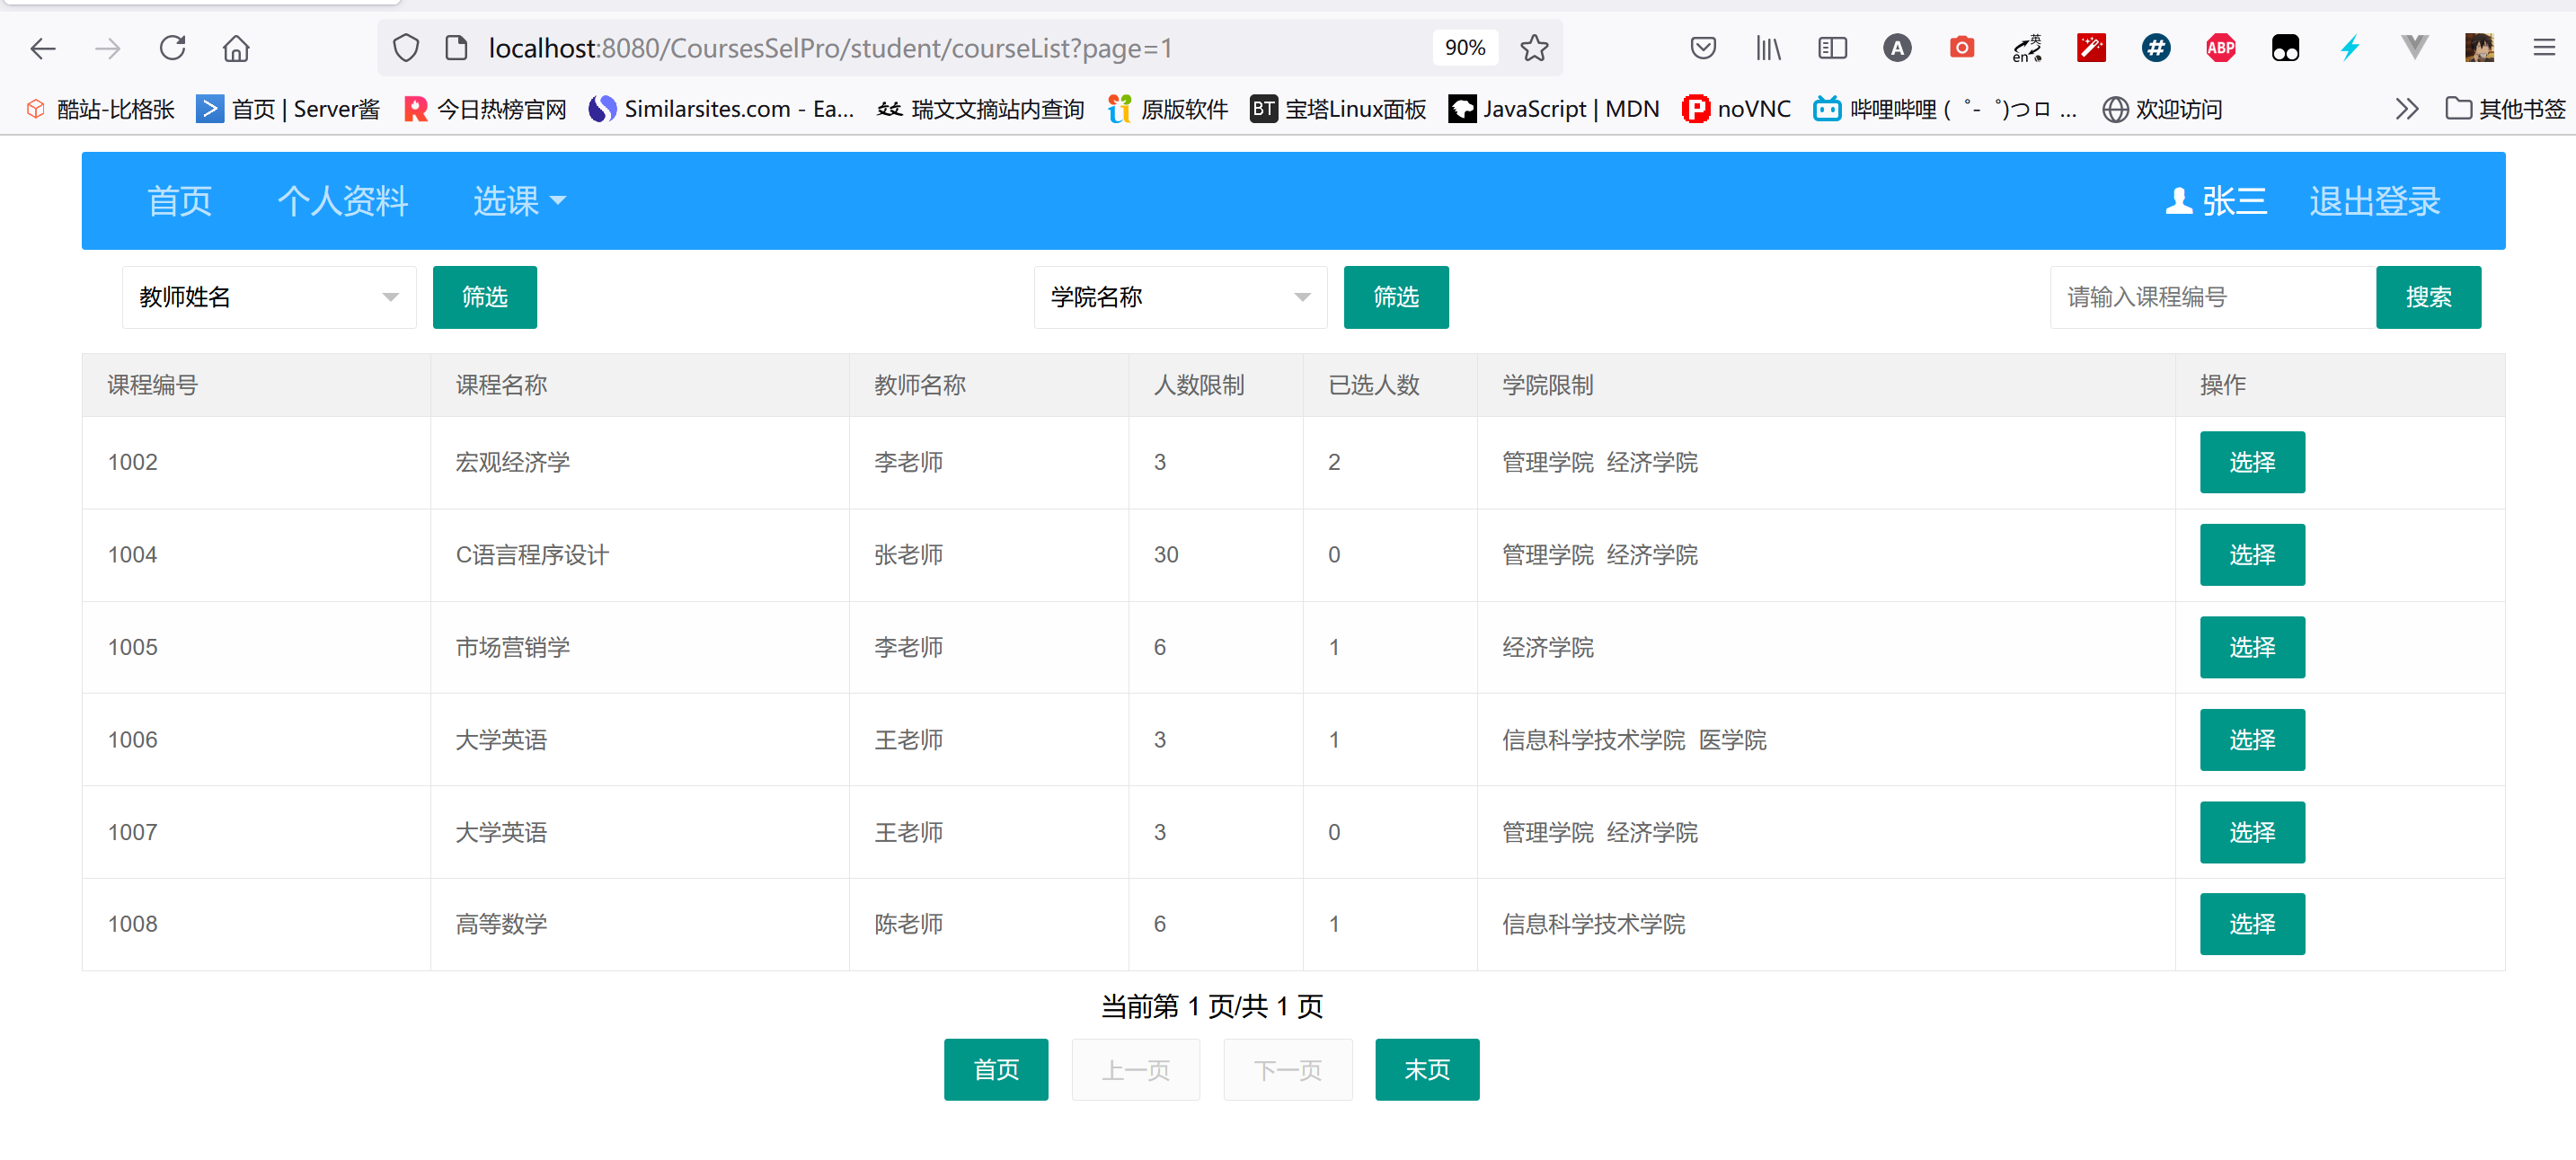 localhost:8080/CoursesSelPro/student/courseList?page=1 90%
酷站-比格张 首页 | Server酱 今日热榜官网 Similarsites.com - Ea... 瑞文文摘站内查询 原版软件 BT 宝塔Linux面板 JavaScript | MDN noVNC 哔哩哔哩 (゜-゜)つロ ... 欢迎访问 其他书签
首页 个人资料 选课 张三 退出登录
教师姓名 筛选 学院名称 筛选 请输入课程编号 搜索
课程编号 课程名称 教师名称 人数限制 已选人数 学院限制 操作
1002 宏观经济学 李老师 3 2 管理学院 经济学院 选择
1004 C语言程序设计 张老师 30 0 管理学院 经济学院 选择
1005 市场营销学 李老师 6 1 经济学院 选择
1006 大学英语 王老师 3 1 信息科学技术学院 医学院 选择
1007 大学英语 王老师 3 0 管理学院 经济学院 选择
1008 高等数学 陈老师 6 1 信息科学技术学院 选择
当前第 1 页/共 1 页
首页 上一页 下一页 末页